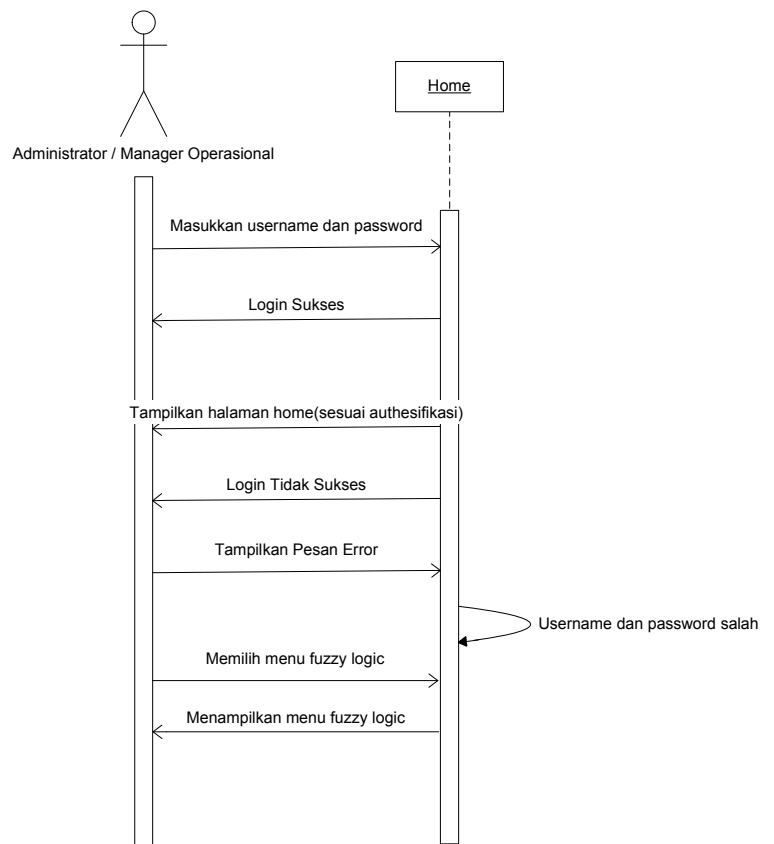 Home
Administrator / Manager Operasional
Masukkan username dan password
Login Sukses
Tampilkan halaman home(sesuai authesifikasi)
Login Tidak Sukses
Tampilkan Pesan Error
Username dan password salah
Memilih menu fuzzy logic
Menampilkan menu fuzzy logic